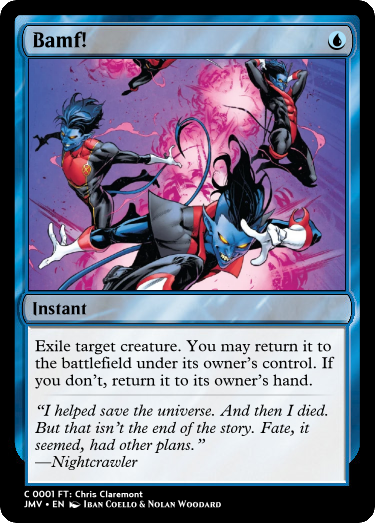 Bamf!
Instant
Exile target creature. You may return it to
the battlefield under its owner’s control. If
you don’t, return it to its owner’s hand.
“I helped save the universe. And then I died.
But that isn’t the end of the story. Fate, it
seemed, had other plans.”
—Nightcrawler
C 0001 FT: Chris Claremont
JMV • EN Iban Coello & Nolan Woodard